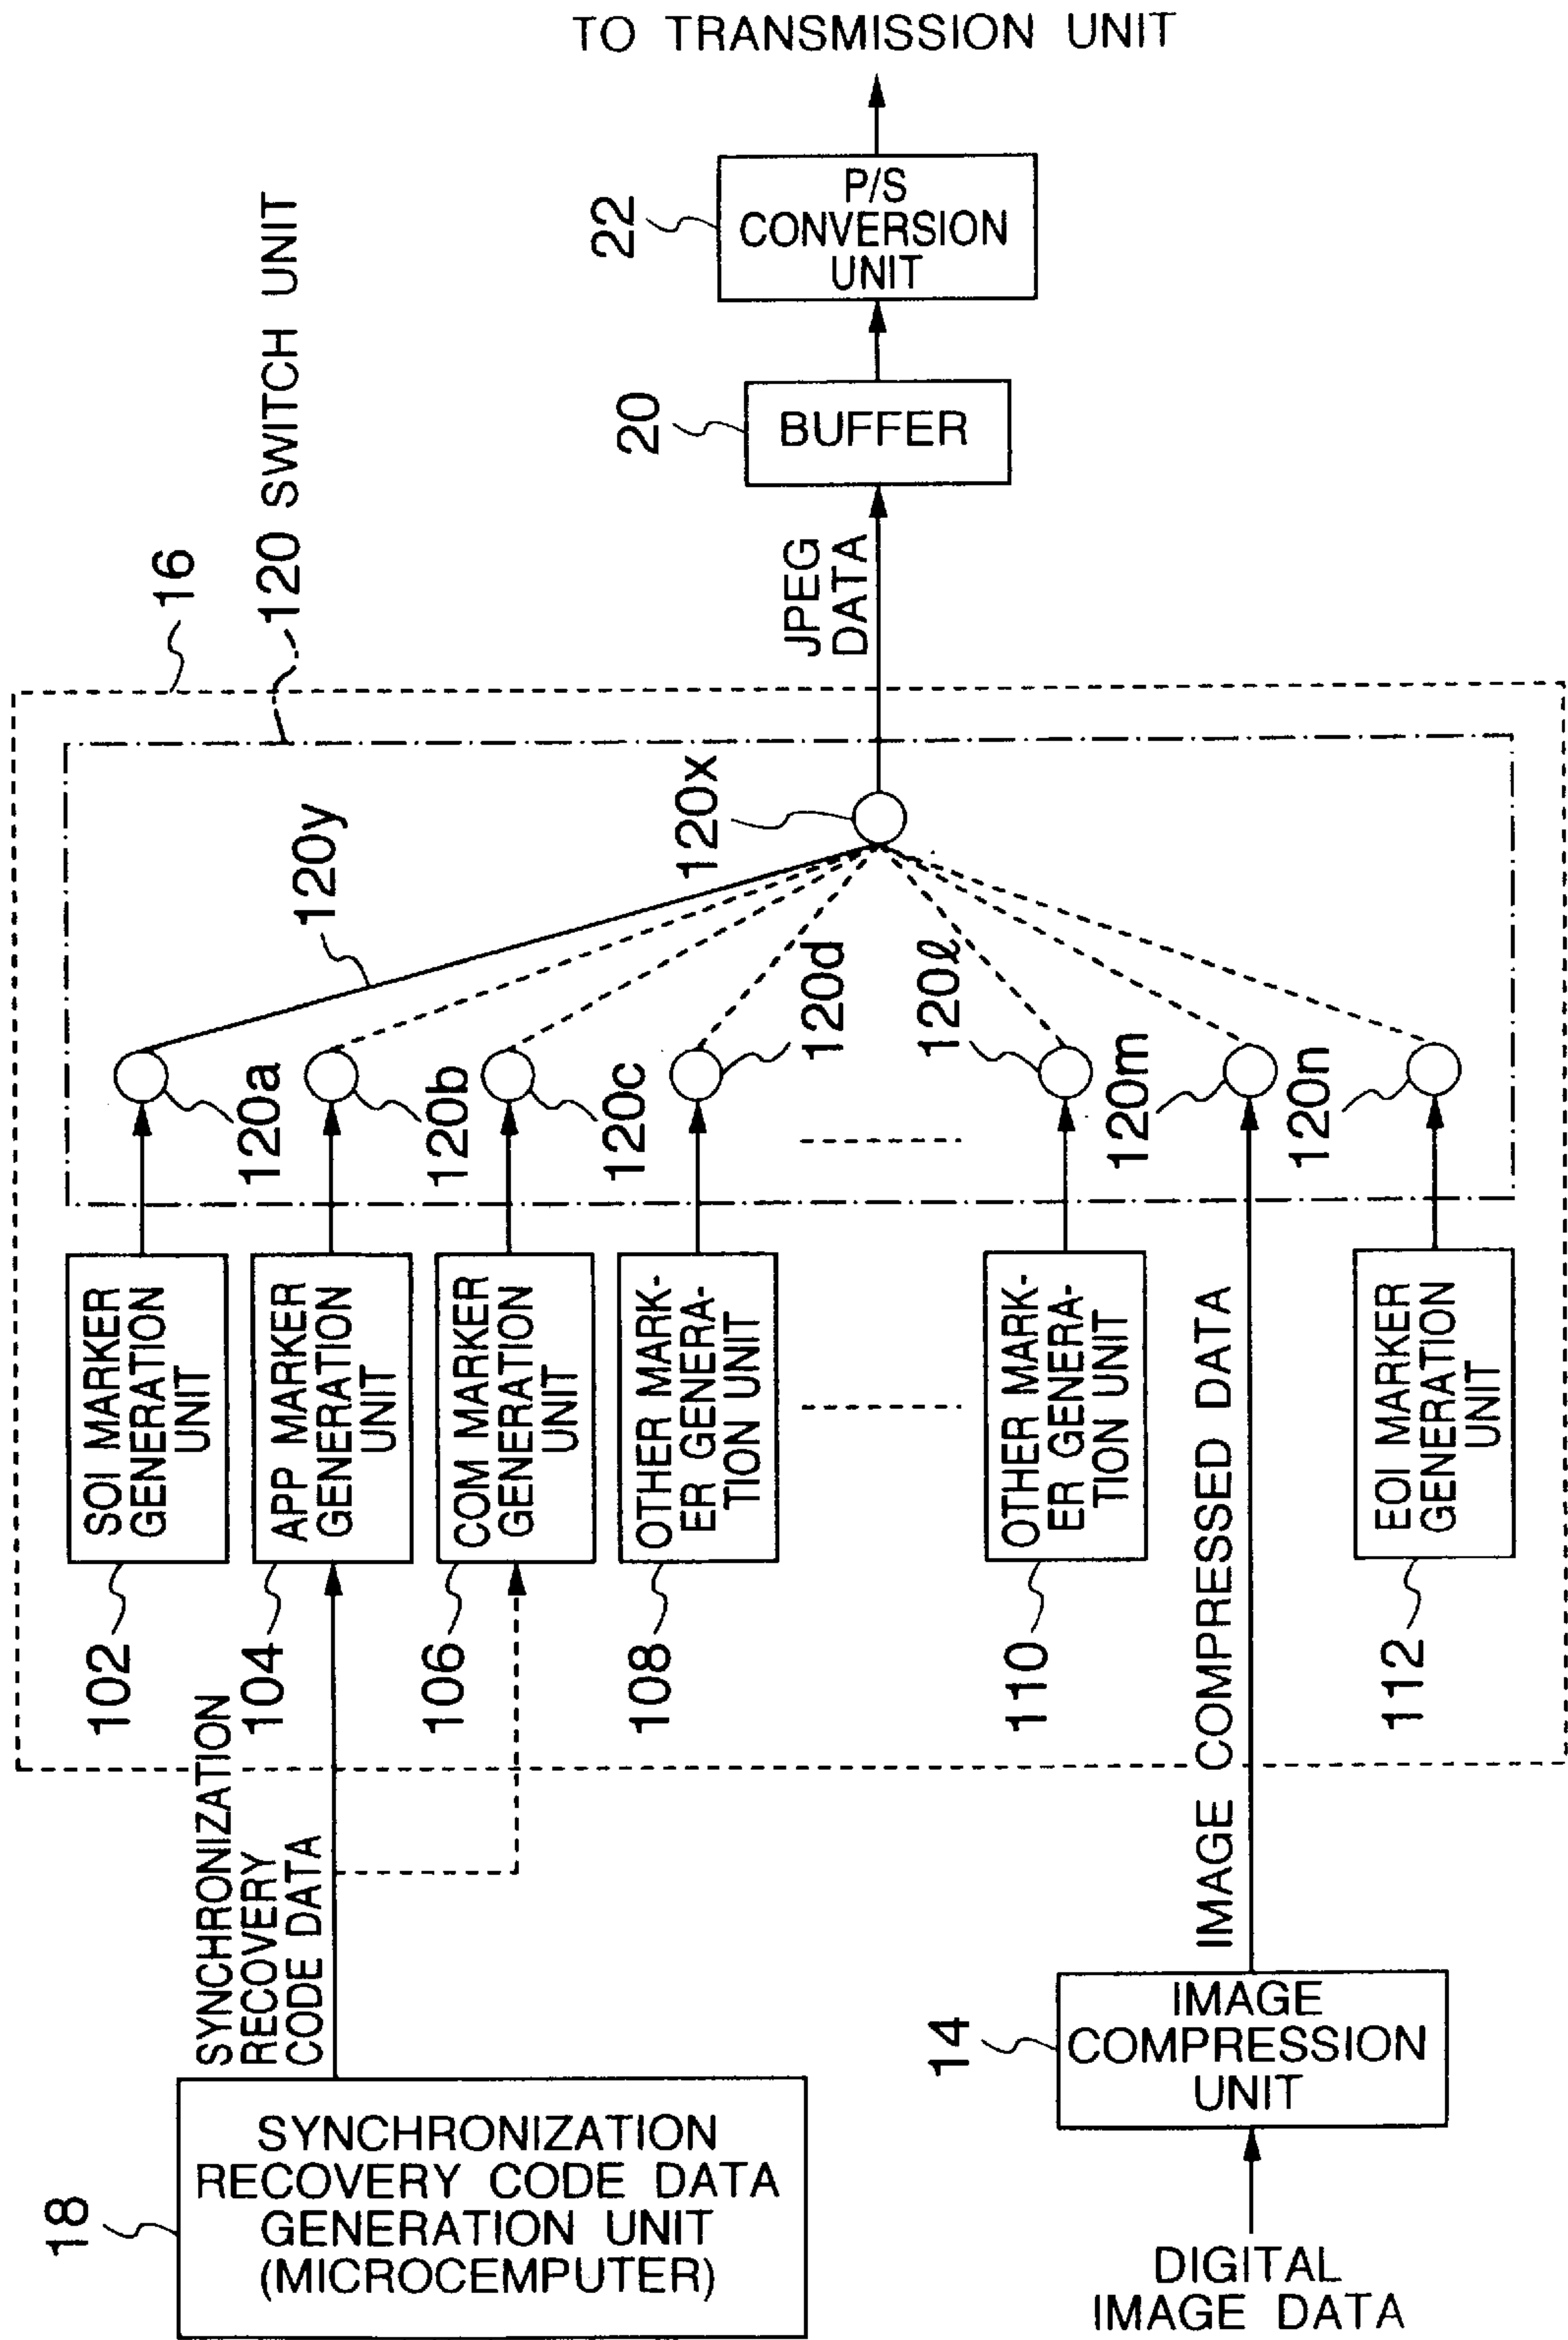 TO TRANSMISSION UNIT
22
P/S
CONVERSION
UNIT
20
BUFFER
JPEG
DATA
16
120 SWITCH UNIT
120x
120y
120a
120b
120c
120d
120ℓ
120m
120n
SOI MARKER
GENERATION
UNIT
102
APP MARKER
GENERATION
UNIT
104
COM MARKER
GENERATION
UNIT
106
OTHER MARK-
ER GENERA-
TION UNIT
108
OTHER MARK-
ER GENERA-
TION UNIT
110
EOI MARKER
GENERATION
UNIT
112
SYNCHRONIZATION
RECOVERY
CODE DATA
IMAGE COMPRESSED DATA
18
SYNCHRONIZATION
RECOVERY CODE DATA
GENERATION UNIT
(MICROCEMPUTER)
14
IMAGE
COMPRESSION
UNIT
DIGITAL
IMAGE DATA